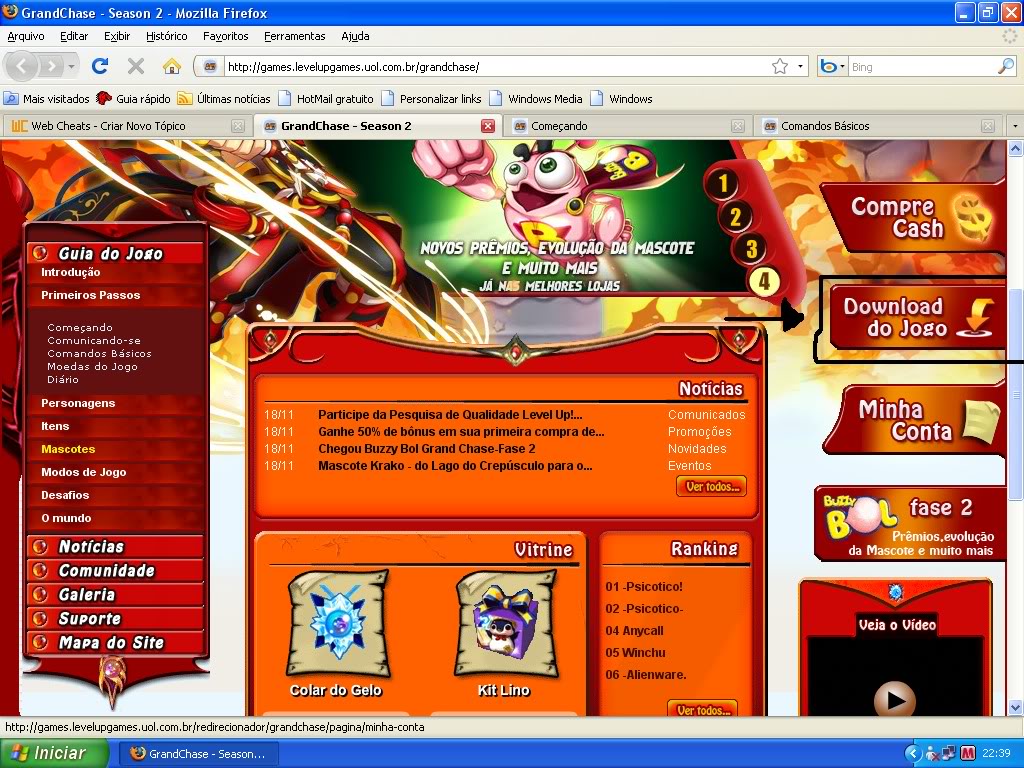 GrandChase - Season 2 - Mozilla Firefox
Arquivo Editar Exibir Histórico Favoritos Ferramentas Ajuda
http://games.levelupgames.uol.com.br/grandchase/
Bing
Mais visitados Guia rápido Últimas notícias HotMail gratuito Personalizar links Windows Media Windows
Web Cheats - Criar Novo Tópico GrandChase - Season 2 Começando Comandos Básicos
Guia do Jogo
Introdução
Primeiros Passos
Começando
Comunicando-se
Comandos Básicos
Moedas do Jogo
Diário
Personagens
Itens
Mascotes
Modos de Jogo
Desafios
O mundo
Notícias
Comunidade
Galeria
Suporte
Mapa do Site
NOVOS PRÊMIOS, EVOLUÇÃO DA MASCOTE
E MUITO MAIS
JÁ NAS MELHORES LOJAS
1
2
3
4
Notícias
18/11 Participe da Pesquisa de Qualidade Level Up!... Comunicados
18/11 Ganhe 50% de bónus em sua primeira compra de... Promoções
18/11 Chegou Buzzy Bol Grand Chase-Fase 2 Novidades
18/11 Mascote Krako - do Lago do Crepúsculo para o... Eventos
Ver todos...
Vitrine
Colar do Gelo
Kit Lino
Ranking
01 -Psicotico!
02 -Psicotico-
04 Anycall
05 Winchu
06 -Alienware.
Ver todos...
Compre
Cash
Download
do Jogo
Minha
Conta
Buzzy
BOL
fase 2
Prêmios,evolução
da Mascote e muito mais
Veja o Vídeo
http://games.levelupgames.uol.com.br/redirecionador/grandchase/pagina/minha-conta
Iniciar GrandChase - Season... 22:39